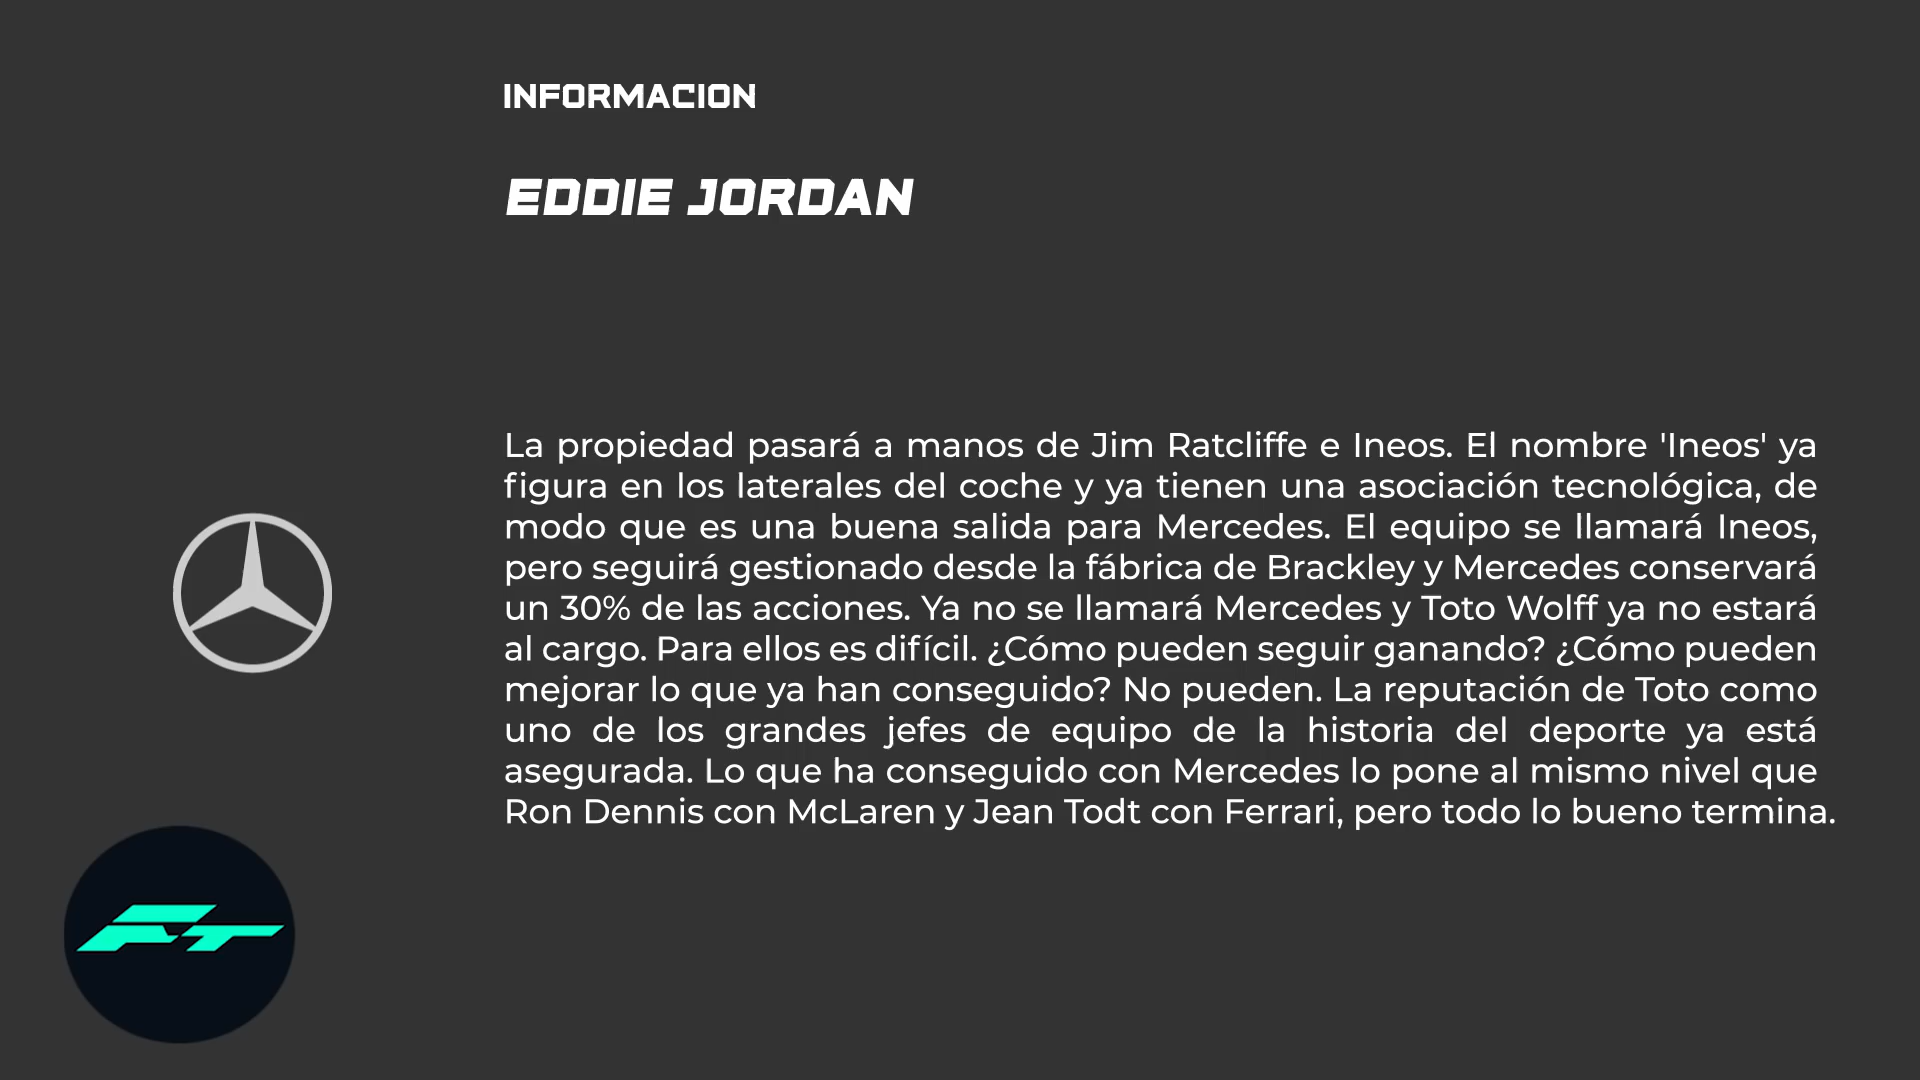 INFORMACION
EDDIE JORDAN
La propiedad pasará a manos de Jim Ratcliffe e Ineos. El nombre 'Ineos' ya
figura en los laterales del coche y ya tienen una asociación tecnológica, de
modo que es una buena salida para Mercedes. El equipo se llamará Ineos,
pero seguirá gestionado desde la fábrica de Brackley y Mercedes conservará
un 30% de las acciones. Ya no se llamará Mercedes y Toto Wolff ya no estará
al cargo. Para ellos es difícil. ¿Cómo pueden seguir ganando? ¿Cómo pueden
mejorar lo que ya han conseguido? No pueden. La reputación de Toto como
uno de los grandes jefes de equipo de la historia del deporte ya está
asegurada. Lo que ha conseguido con Mercedes lo pone al mismo nivel que
Ron Dennis con McLaren y Jean Todt con Ferrari, pero todo lo bueno termina.
FT